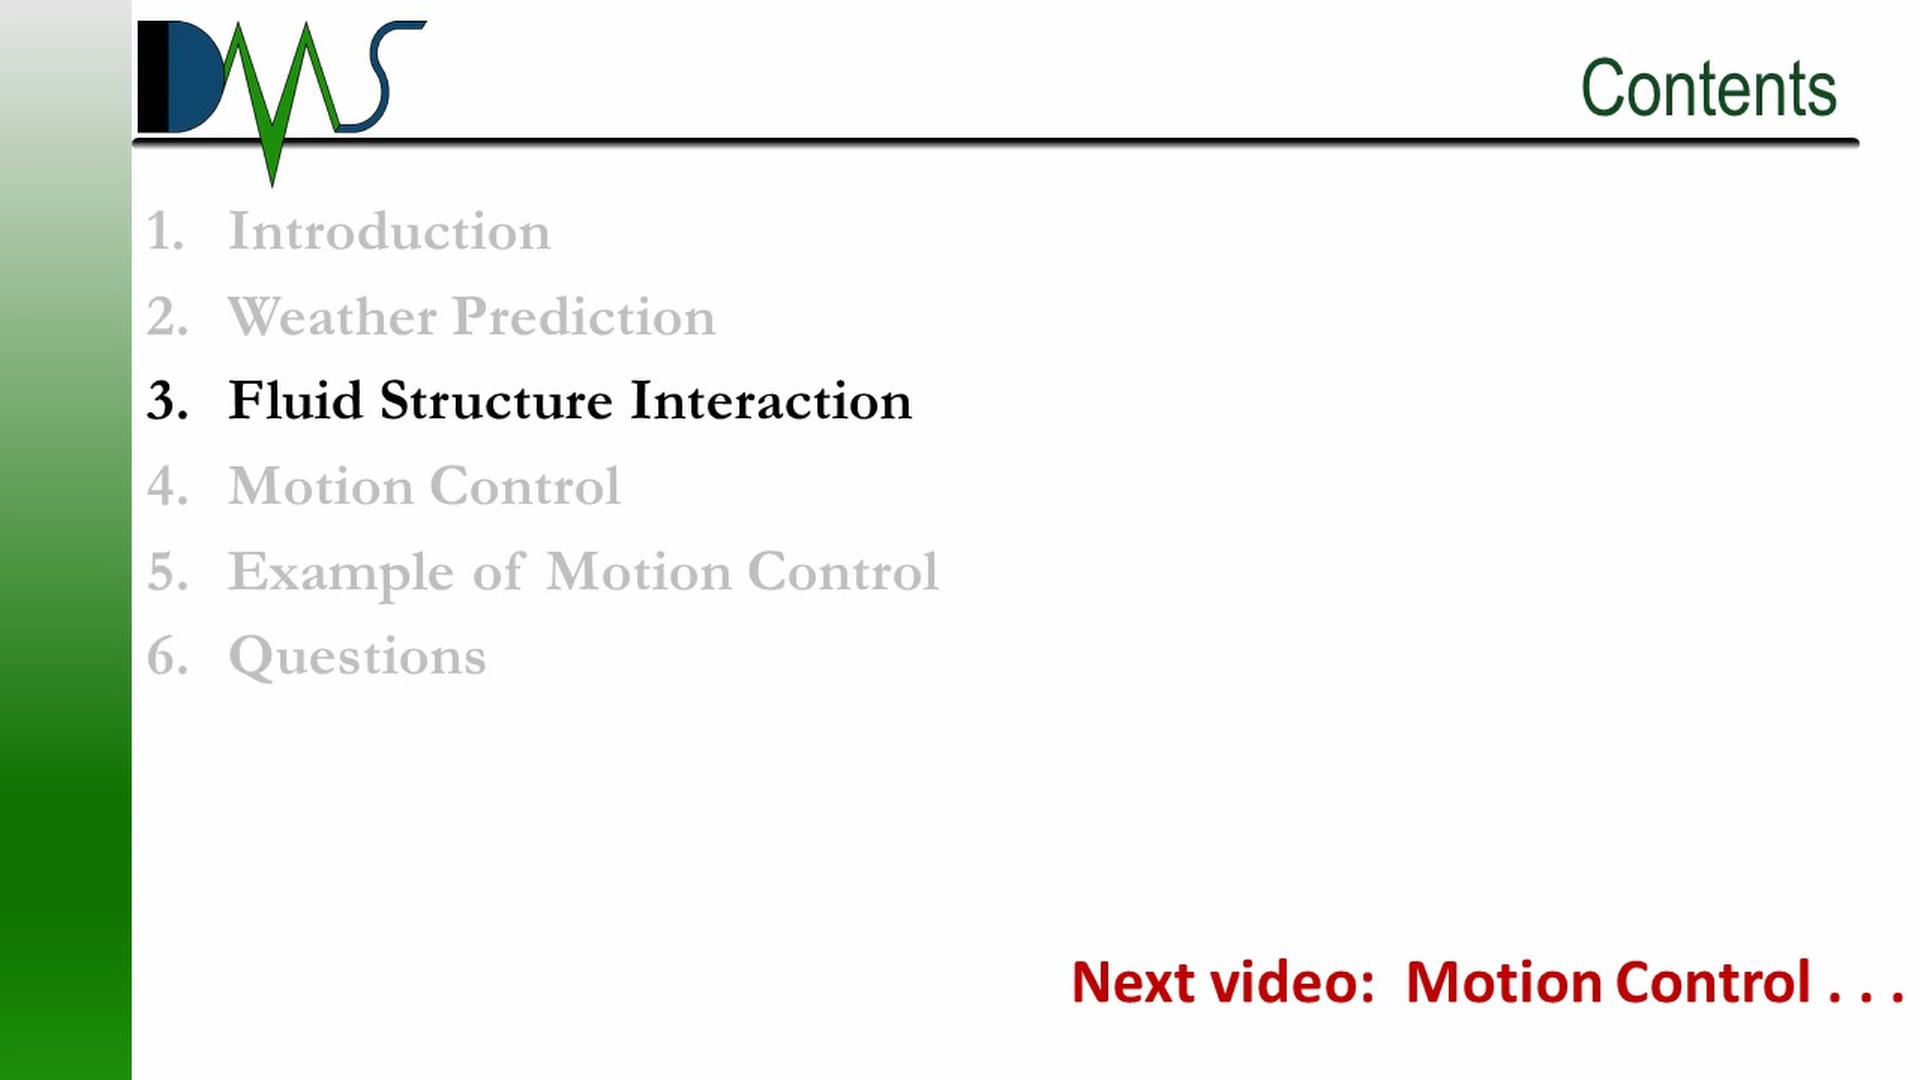 DMS
Contents
1. Introduction
2. Weather Prediction
3. Fluid Structure Interaction
4. Motion Control
5. Example of Motion Control
6. Questions
Next video: Motion Control . . .